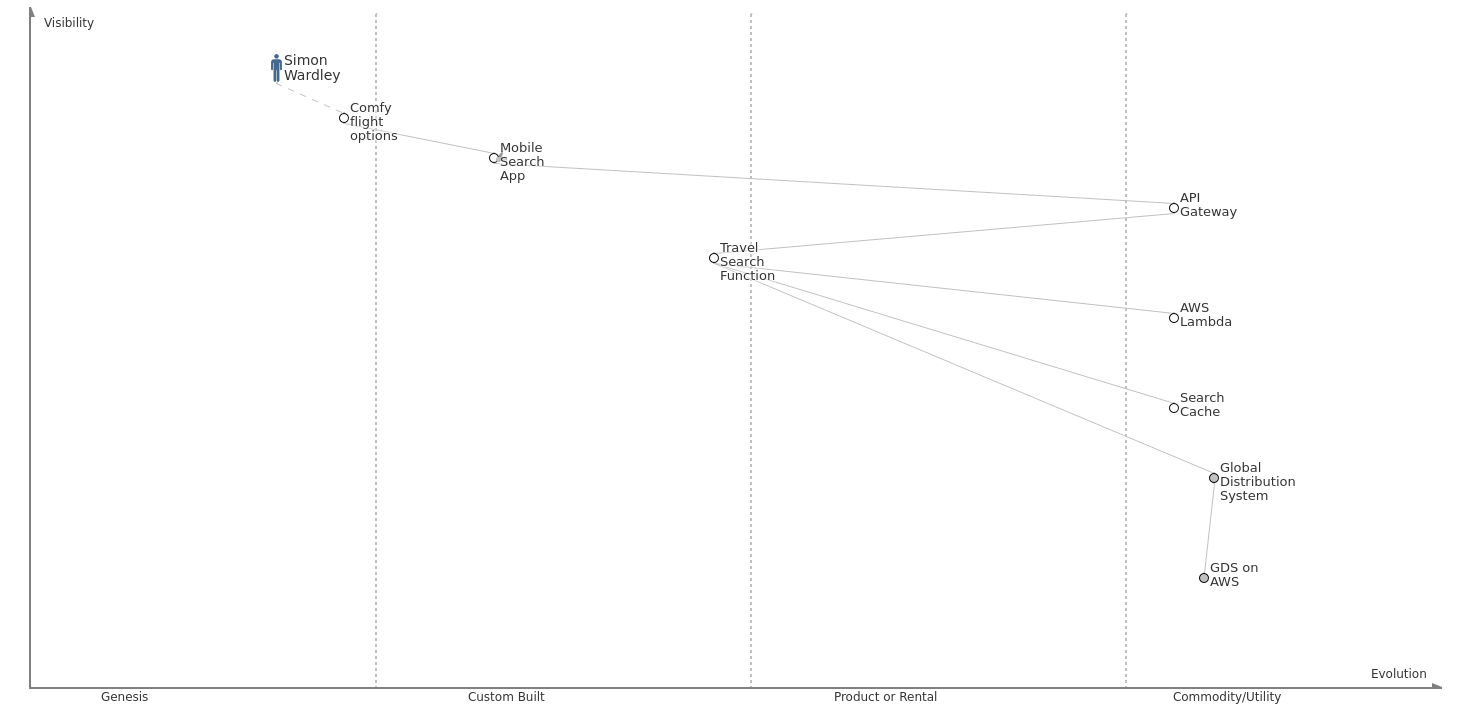 Visibility
Simon
Wardley
Comfy
flight
options
Mobile
Search
App
API
Gateway
Travel
Search
Function
AWS
Lambda
Search
Cache
Global
Distribution
System
GDS on
AWS
Evolution
Genesis
Custom Built
Product or Rental
Commodity/Utility